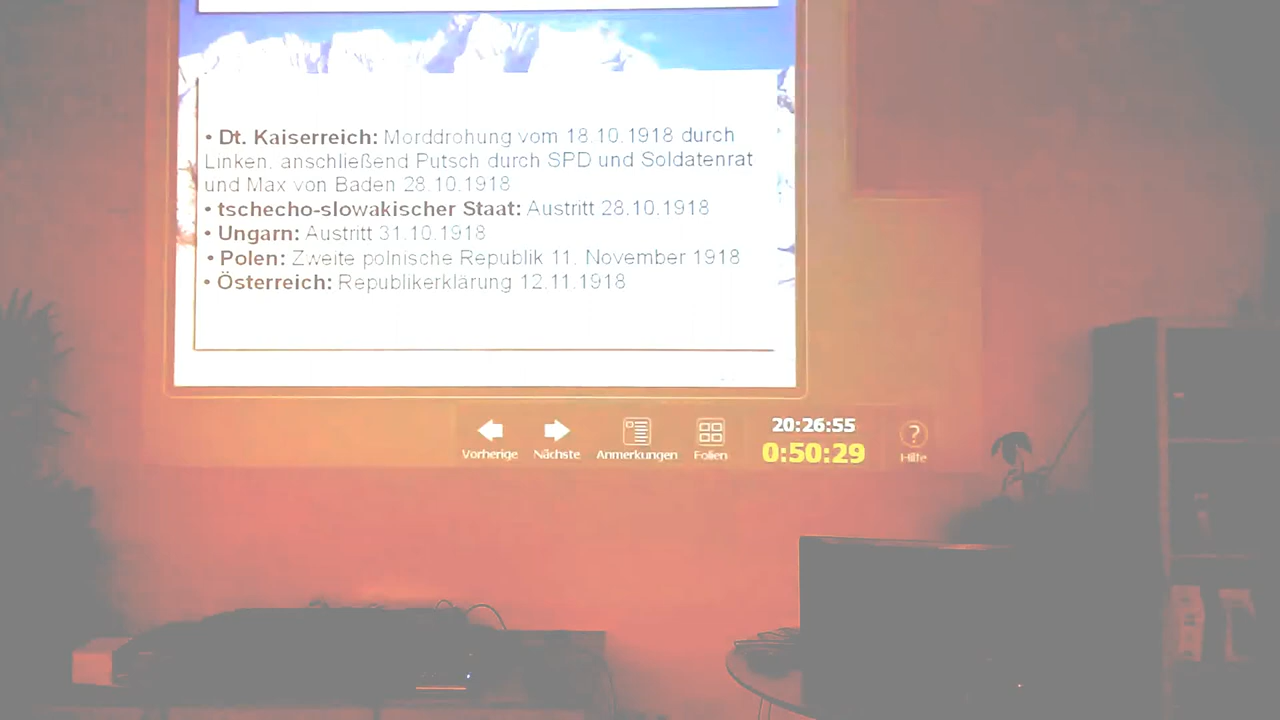 • Dt. Kaiserreich: Morddrohung vom 18.10.1918 durch
Linken, anschließend Putsch durch SPD und Soldatenrat
und Max von Baden 28.10.1918
• tschecho-slowakischer Staat: Austritt 28.10.1918
• Ungarn: Austritt 31.10.1918
• Polen: Zweite polnische Republik 11. November 1918
• Österreich: Republikerklärung 12.11.1918
Vorherige
Nächste
Anmerkungen
Folien
20:26:55
0:50:29
?
Hilfe